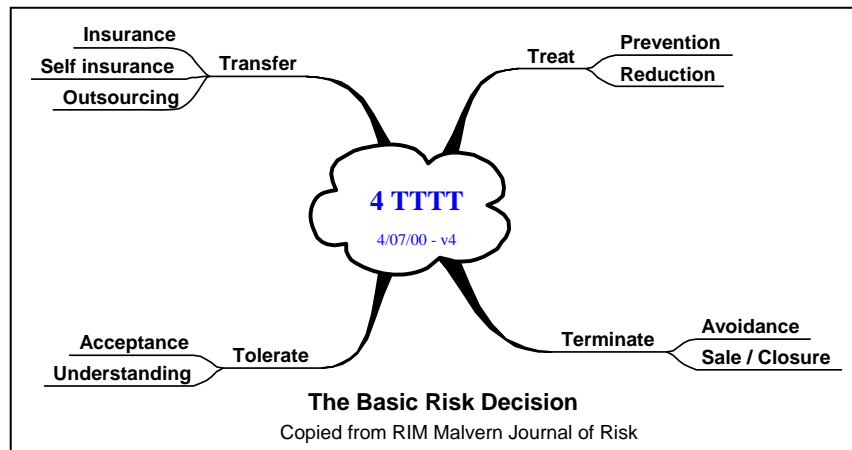 Insurance
Self insurance
Outsourcing
Transfer
Treat
Prevention
Reduction
4 TTTT
4/07/00 - v4
Acceptance
Understanding
Tolerate
Terminate
Avoidance
Sale / Closure
The Basic Risk Decision
Copied from RIM Malvern Journal of Risk